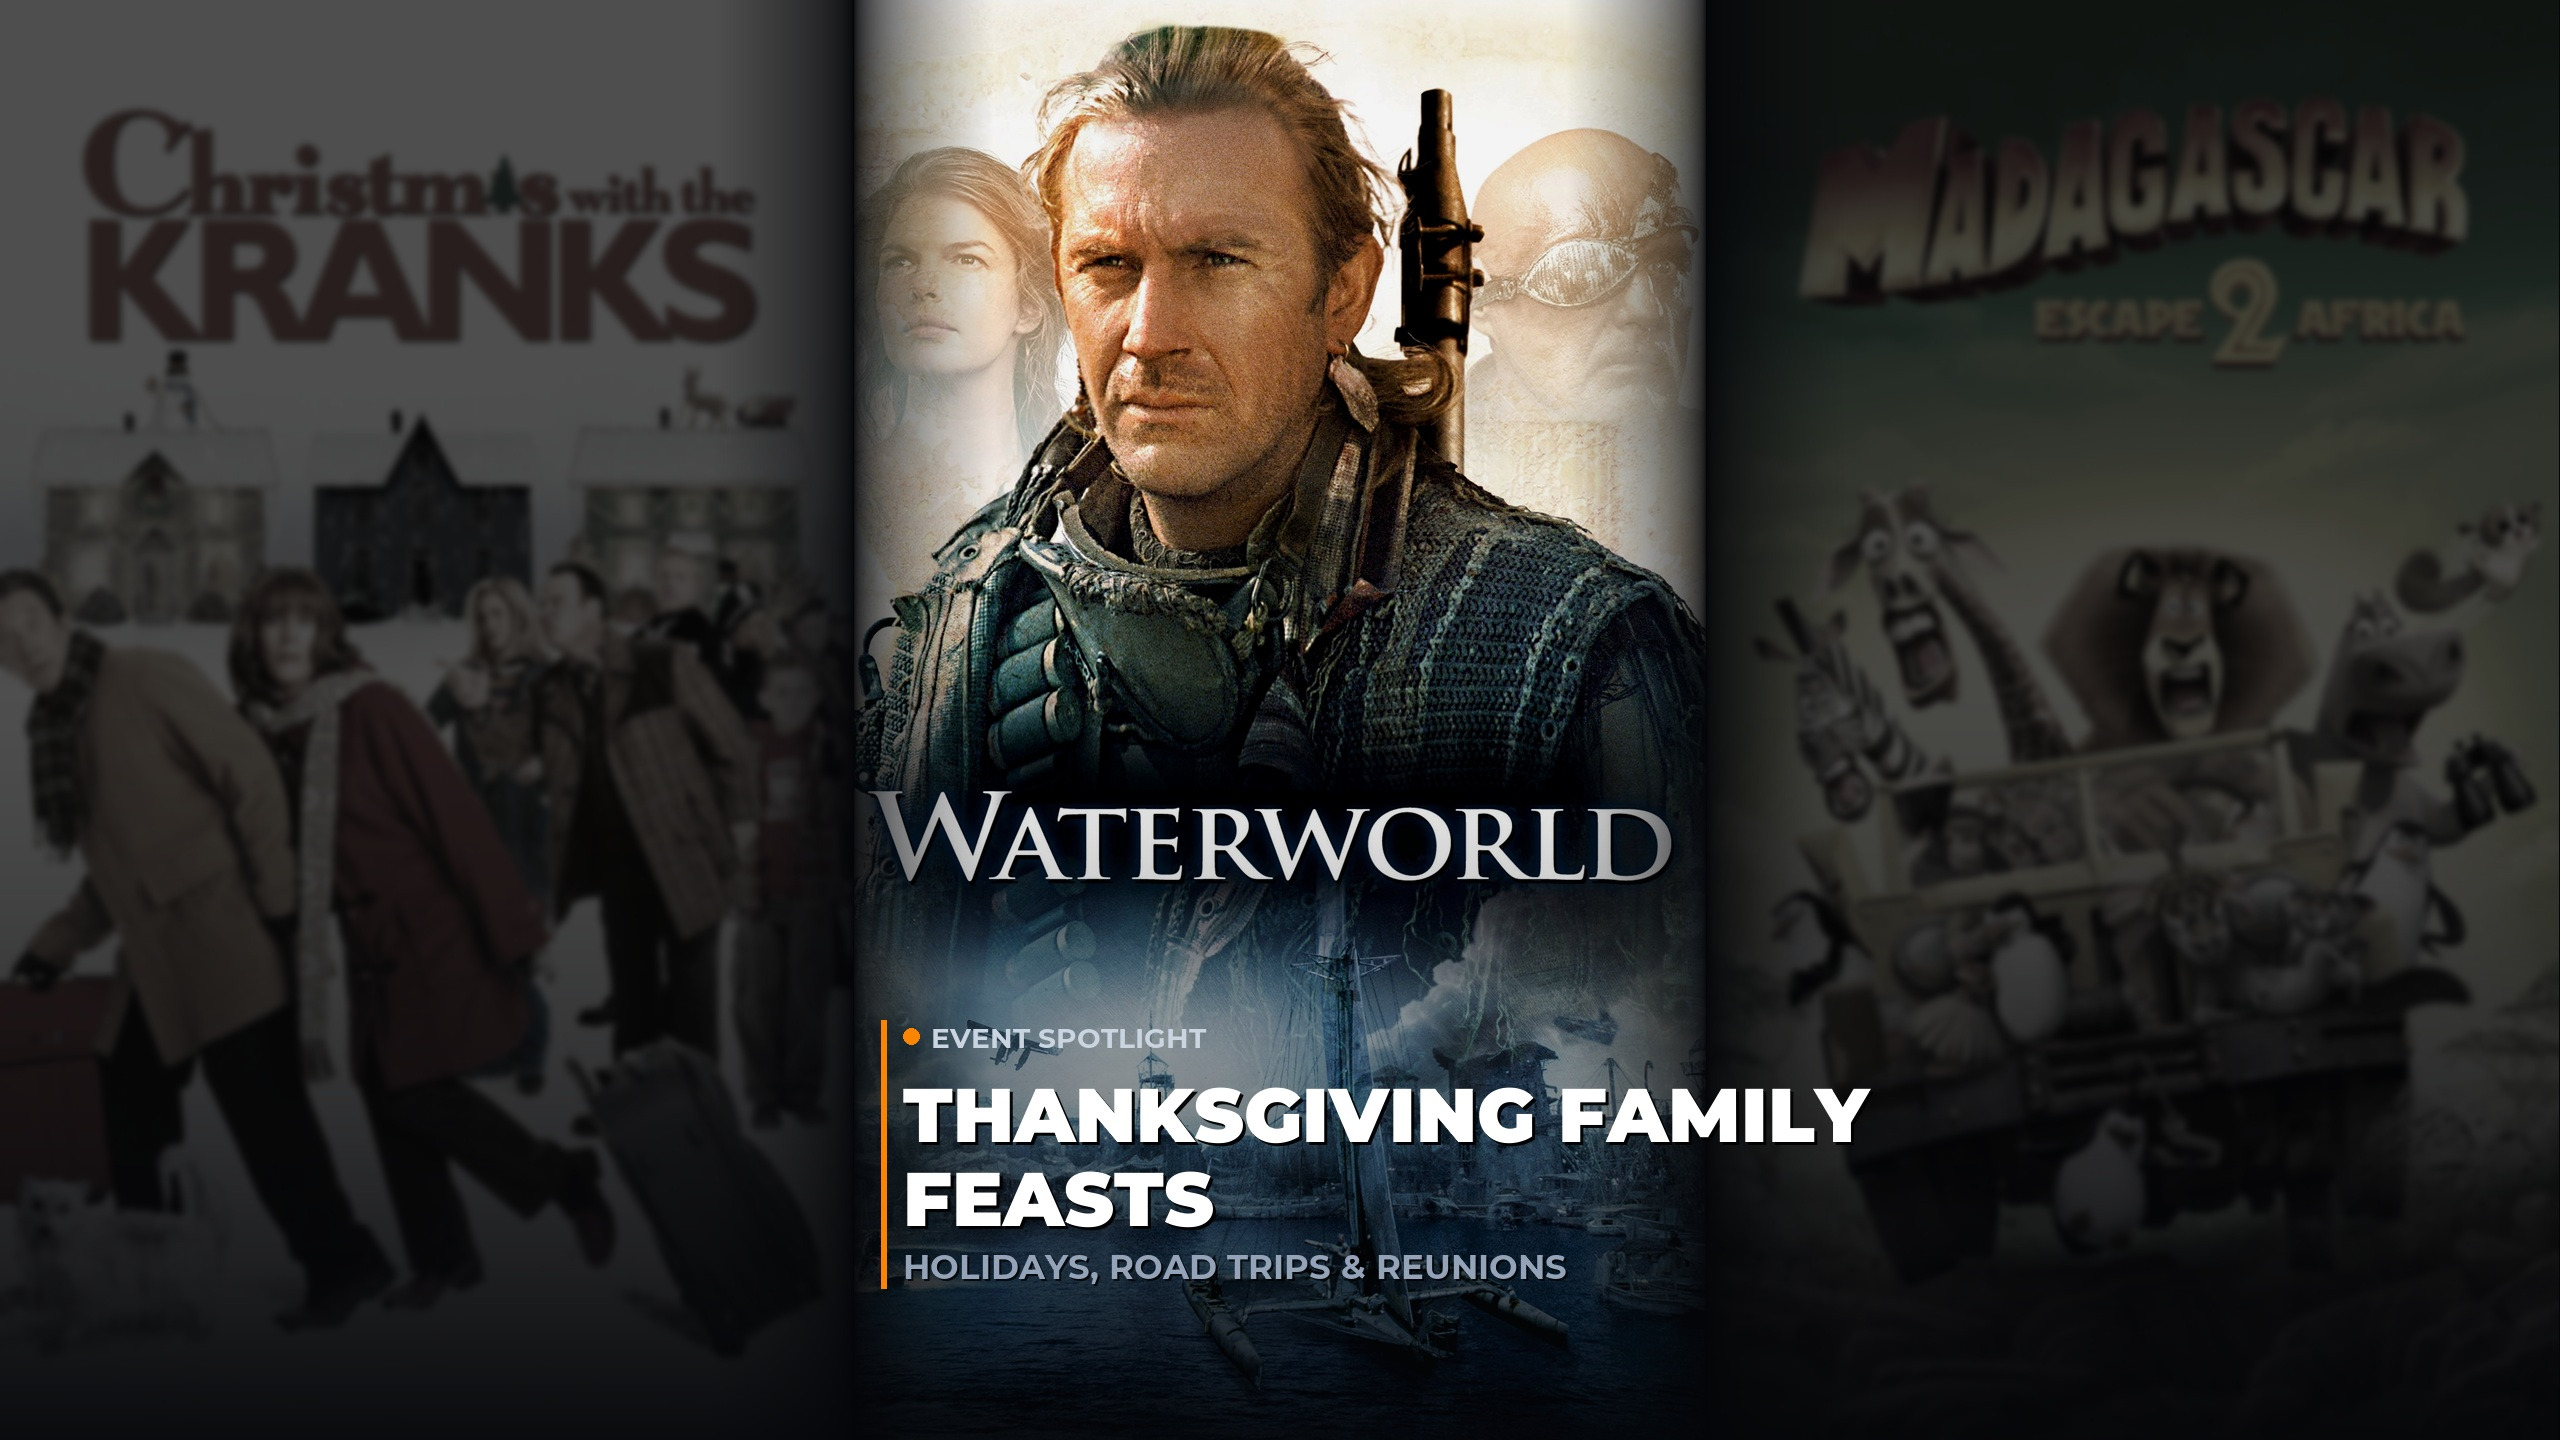 Christmas with the
KRANKS
WATERWORLD
MADAGASCAR
ESCAPE 2 AFRICA
EVENT SPOTLIGHT
THANKSGIVING FAMILY
FEASTS
HOLIDAYS, ROAD TRIPS & REUNIONS